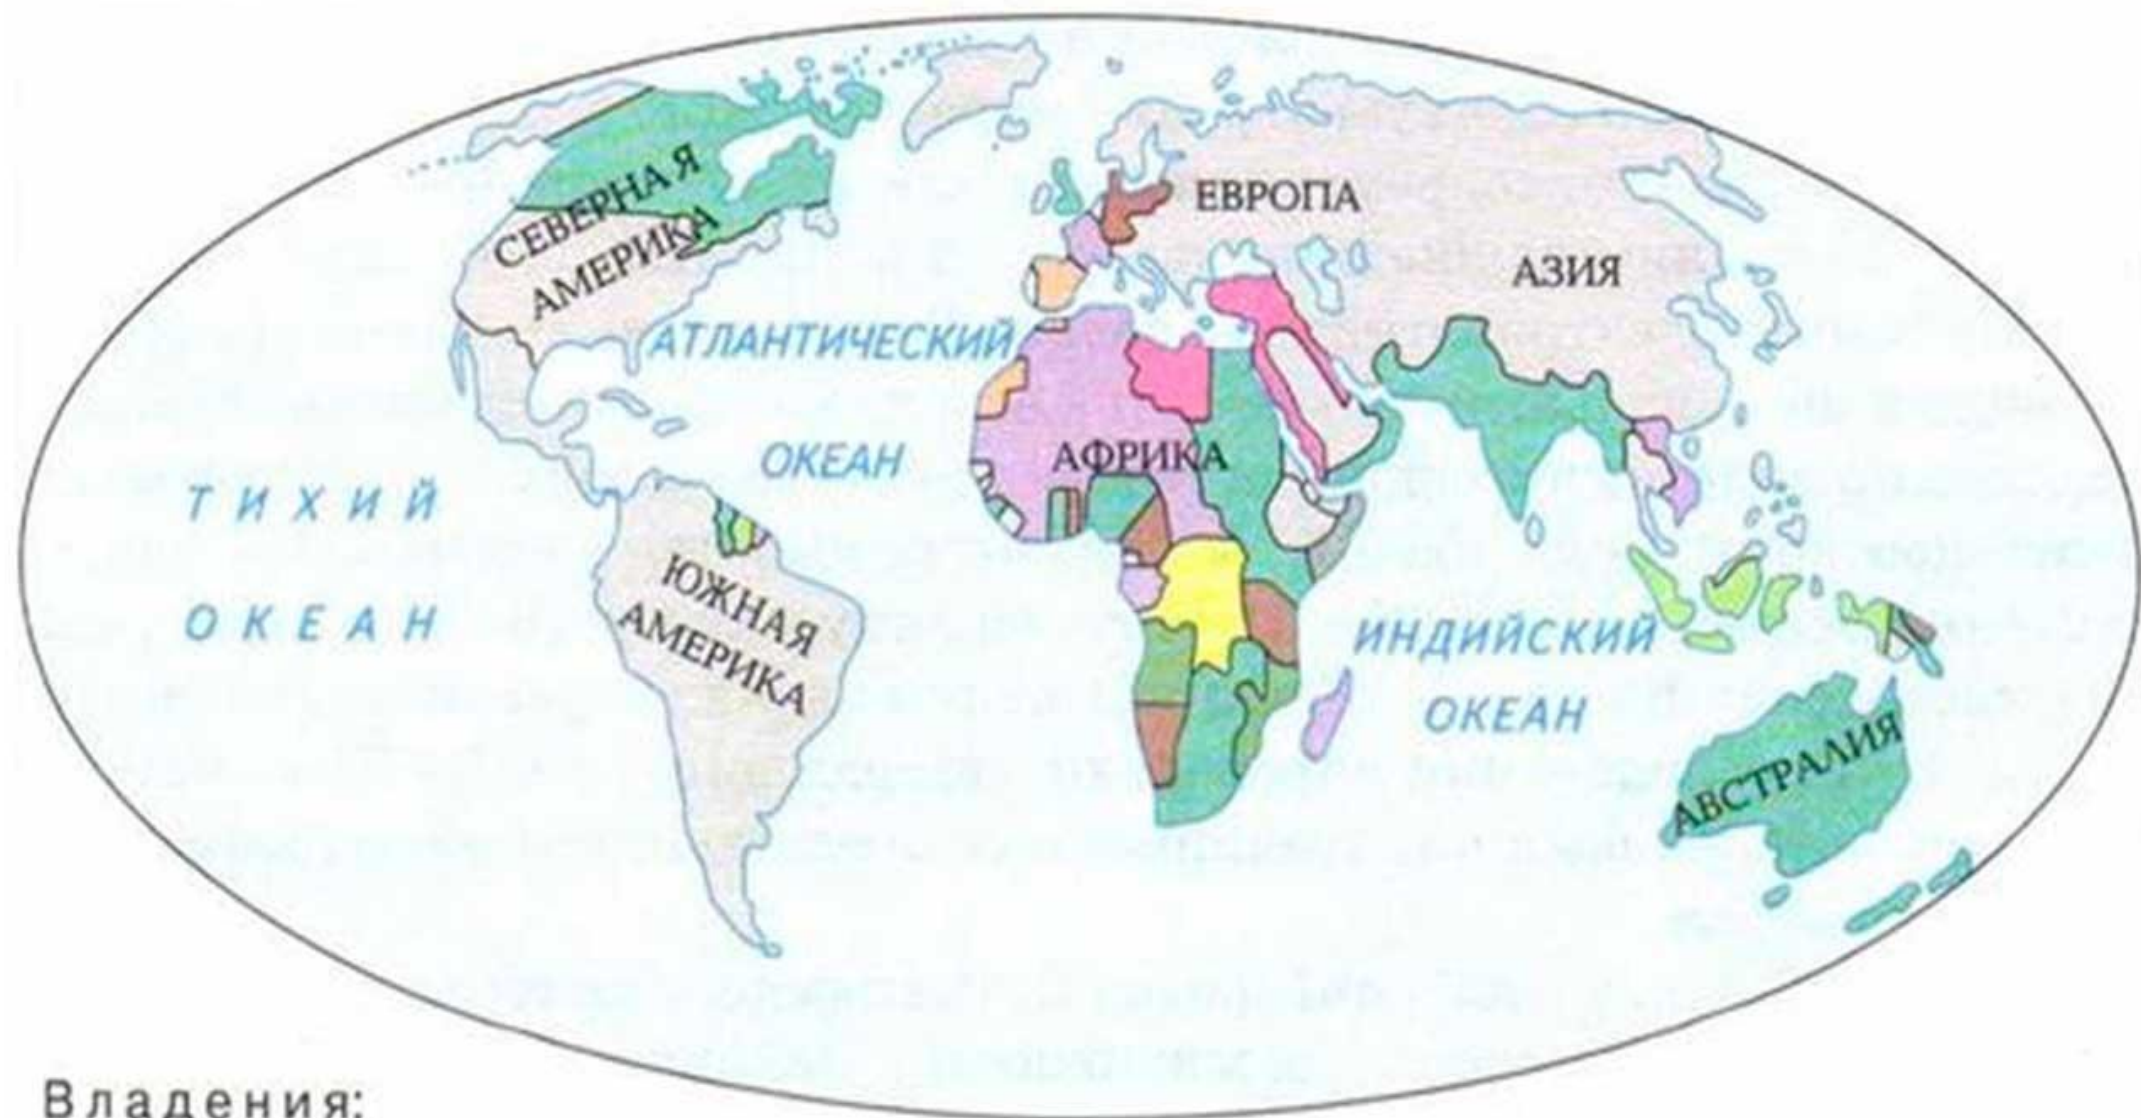 СЕВЕРНАЯ
АМЕРИКА
ЕВРОПА
АЗИЯ
АТЛАНТИЧЕСКИЙ
ОКЕАН
АФРИКА
ТИХИЙ
ОКЕАН
ЮЖНАЯ
АМЕРИКА
ИНДИЙСКИЙ
ОКЕАН
АВСТРАЛИЯ
Владения: